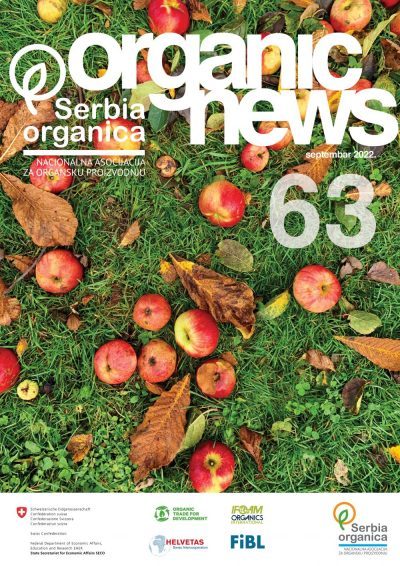 organic
news
Serbia
organica
NACIONALNA ASOCIJACIJA
ZA ORGANSKU PROIZVODNJU
septembar 2022.
63
Schweizerische Eidgenossenschaft
Confédération suisse
Confederazione Svizzera
Confederaziun svizra
Swiss Confederation
Federal Department of Economic Affairs,
Education and Research EAER
State Secretariat for Economic Affairs SECO
ORGANIC
TRADE FOR
DEVELOPMENT
HELVETAS
Swiss Intercooperation
IFOAM
ORGANICS
INTERNATIONAL
FiBL
Serbia
organica
NACIONALNA ASOCIJACIJA
ZA ORGANSKU PROIZVODNJU